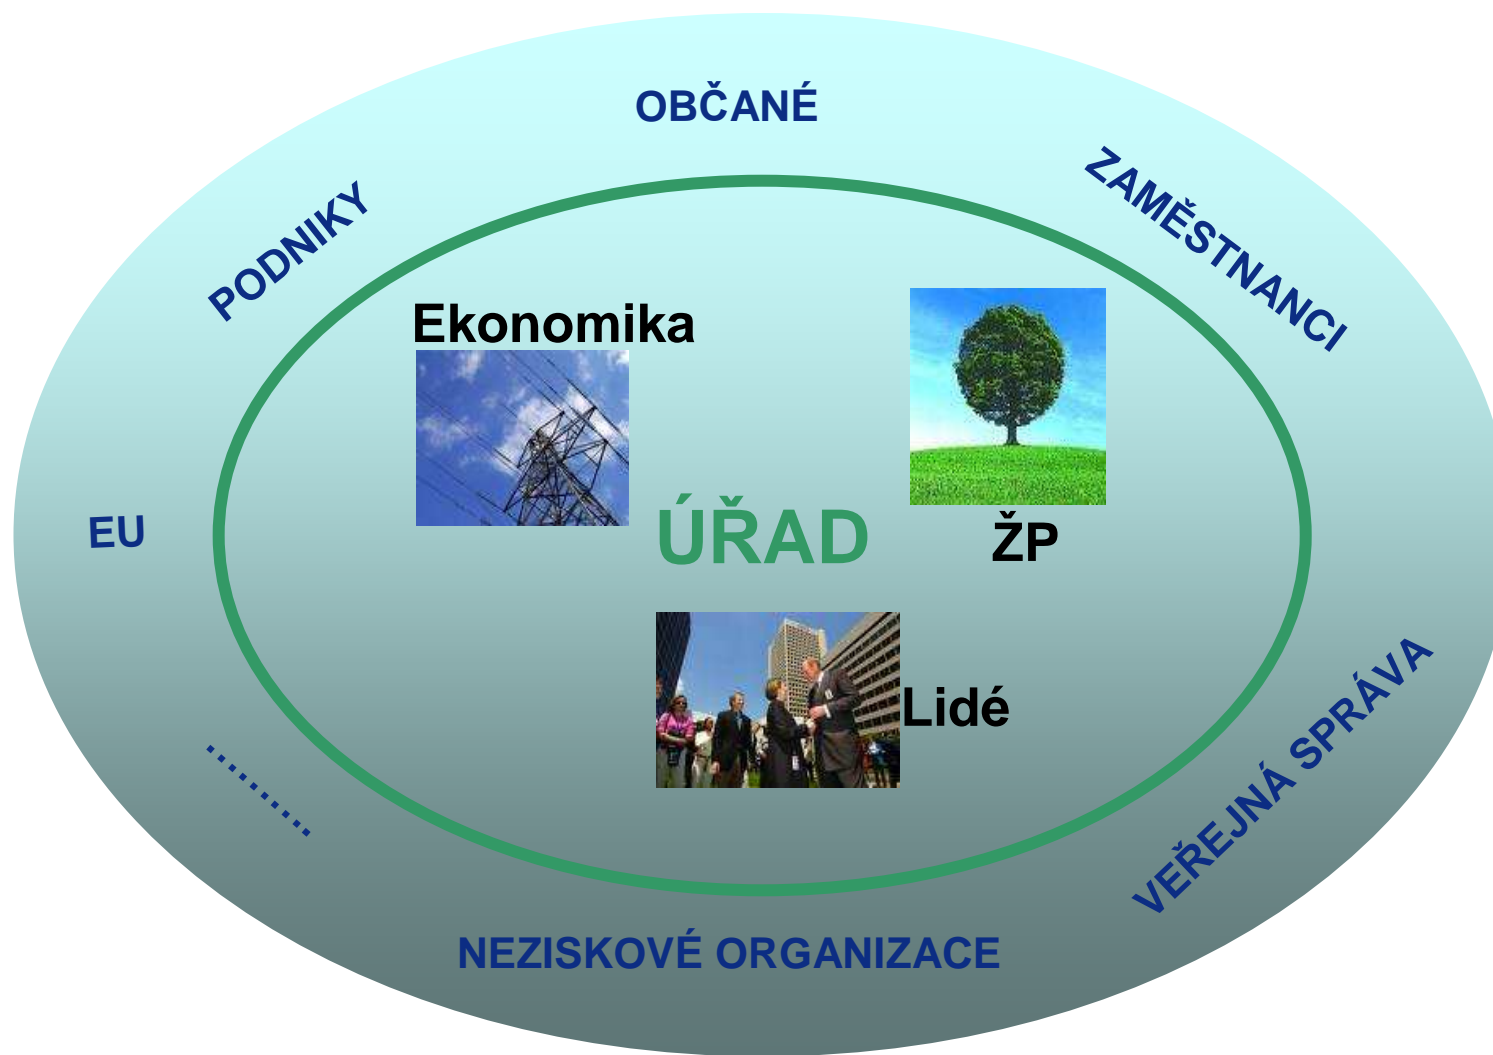 OBČANÉ
ZAMĚSTNANCI
PODNIKY
Ekonomika
EU
ÚŘAD
ŽP
Lidé
VEŘEJNÁ SPRÁVA
..........
NEZISKOVÉ ORGANIZACE